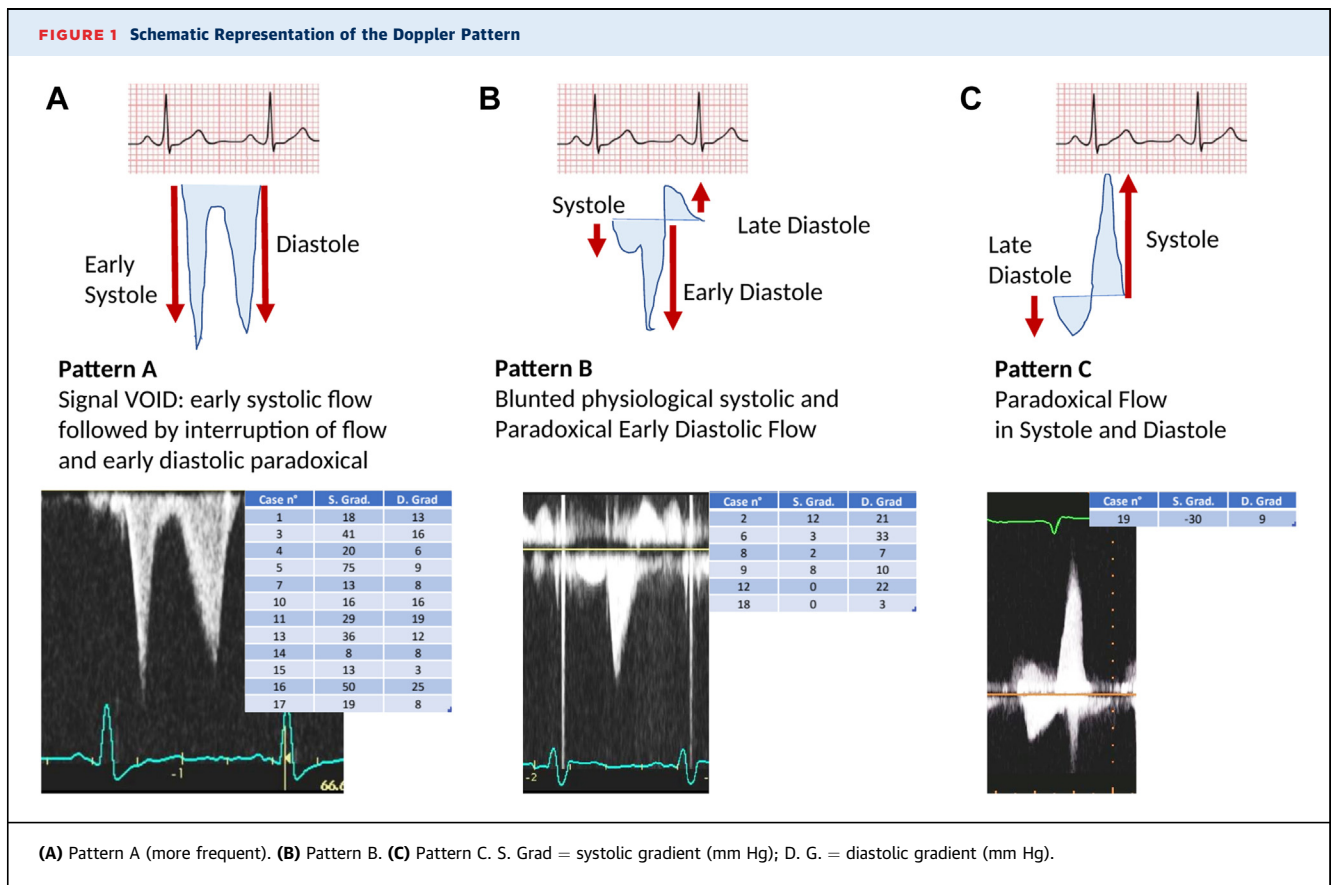 FIGURE 1 Schematic Representation of the Doppler Pattern
A
Early
Systole
Diastole
Pattern A
Signal VOID: early systolic flow
followed by interruption of flow
and early diastolic paradoxical
Case n° S. Grad. D. Grad
1 18 13
3 41 16
4 20 6
5 75 9
7 13 8
10 16 16
11 29 19
13 36 12
14 8 8
15 13 3
16 50 25
17 19 8
-1
B
Systole
Late Diastole
Early Diastole
Pattern B
Blunted physiological systolic and
Paradoxical Early Diastolic Flow
Case n° S. Grad. D. Grad
2 12 21
6 3 33
8 2 7
9 8 10
12 0 22
18 0 3
-2
C
Late
Diastole
Systole
Pattern C
Paradoxical Flow
in Systole and Diastole
Case n° S. Grad. D. Grad
19 -30 9
(A) Pattern A (more frequent). (B) Pattern B. (C) Pattern C. S. Grad = systolic gradient (mm Hg); D. G. = diastolic gradient (mm Hg).